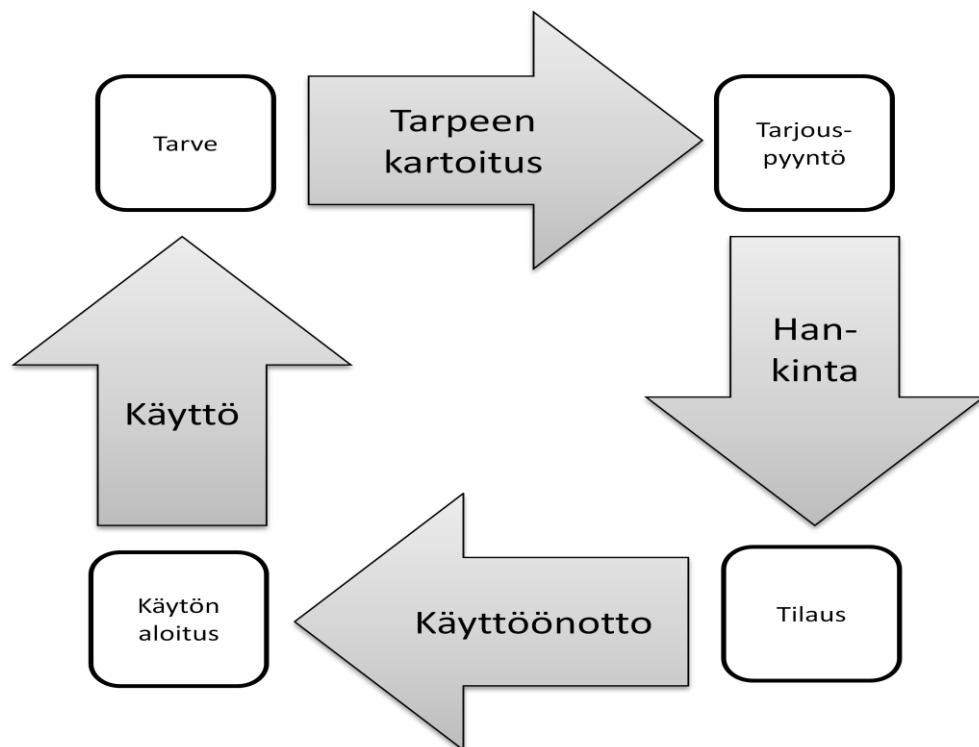 Tarve
Tarpeen
kartoitus
Tarjous-
pyyntö
Han-
kinta
Tilaus
Käyttöönotto
Käytön
aloitus
Käyttö